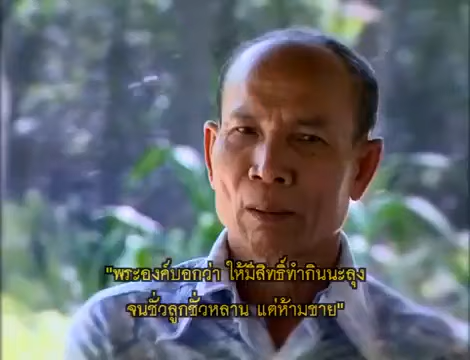 "พระองค์บอกว่า ให้มีสิทธิ์ทำกินนะลุง
จนชั่วลูกชั่วหลาน แต่ห้ามขาย"